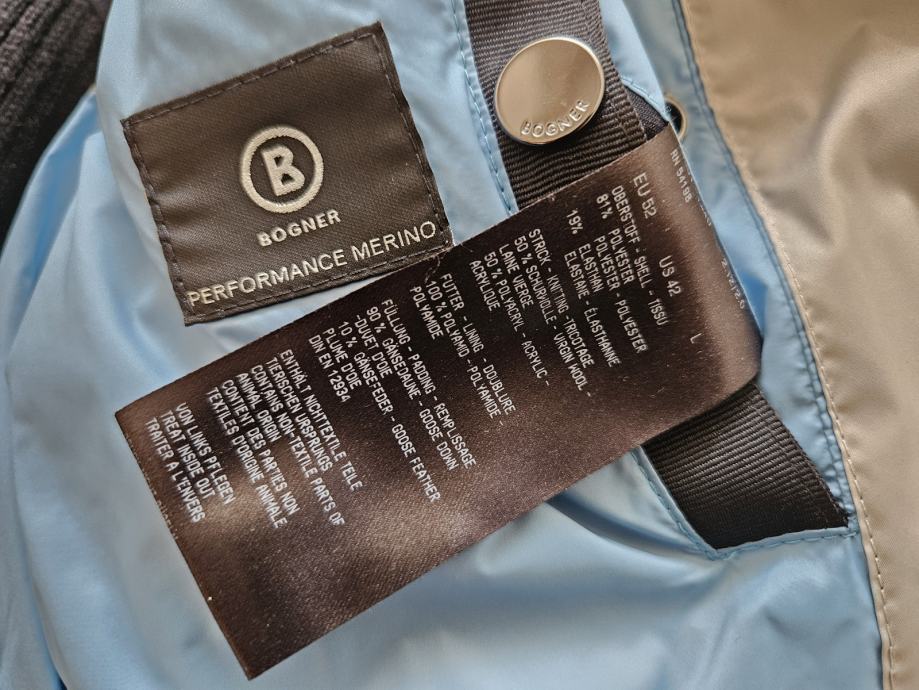 B
BOGNER
PERFORMANCE MERINO
BOGNER
RN 54198
EU 52 US 42 L
OBERSTOFF - SHELL - TISSU
81% POLYESTER
POLYESTER - POLYESTER
19% ELASTAN -
ELASTANE - ÉLASTHANNE
STRICK - KNITTING - TRICOTAGE
50 % SCHURWOLLE - VIRGIN WOOL -
LAINE VIERGE
50 % POLYACRYL - ACRYLIC -
ACRYLIQUE
FUTTER - LINING - DOUBLURE
100 % POLYAMID - POLYAMIDE -
POLYAMIDE
FÜLLUNG - PADDING - REMPLISSAGE
90 % GÄNSEDAUNE - GOOSE DOWN
-DUVET D'OIE
10 % GÄNSEFEDER - GOOSE FEATHER
PLUME D'OIE
DIN EN 12934
ENTHÄLT NICHTTEXTILE TEILE
TIERISCHEN URSPRUNGS
CONTAINS NON-TEXTILE PARTS OF
ANIMAL ORIGIN
CONTIENT DES PARTIES NON
TEXTILES D'ORIGINE ANIMALE
VON LINKS PFLEGEN
TREAT INSIDE OUT
TRAITER A L'ENVERS